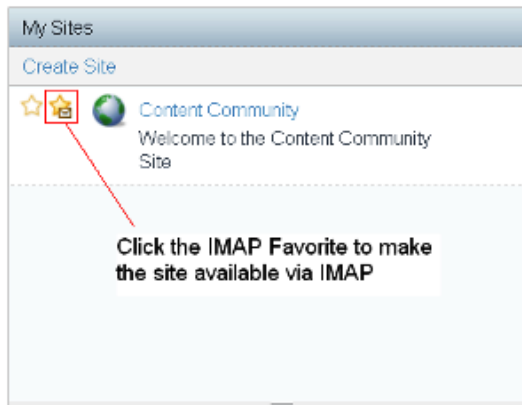 My Sites
Create Site
Content Community
Welcome to the Content Community
Site
Click the IMAP Favorite to make
the site available via IMAP